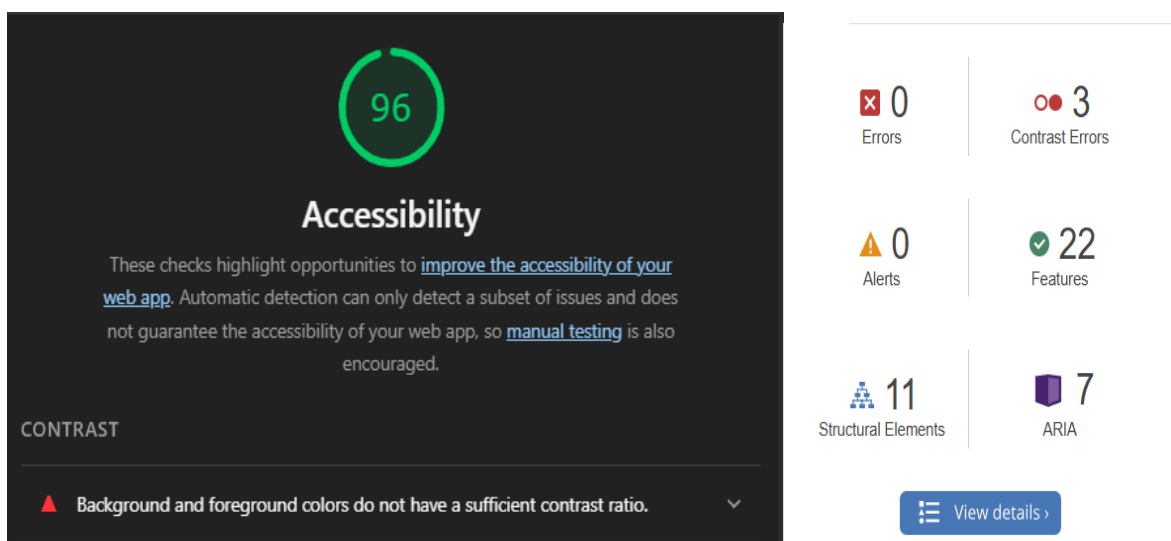 96
Accessibility
These checks highlight opportunities to improve the accessibility of your
web app. Automatic detection can only detect a subset of issues and does
not guarantee the accessibility of your web app, so manual testing is also
encouraged.
CONTRAST
Background and foreground colors do not have a sufficient contrast ratio.
0
Errors
3
Contrast Errors
0
Alerts
22
Features
11
Structural Elements
7
ARIA
View details ›